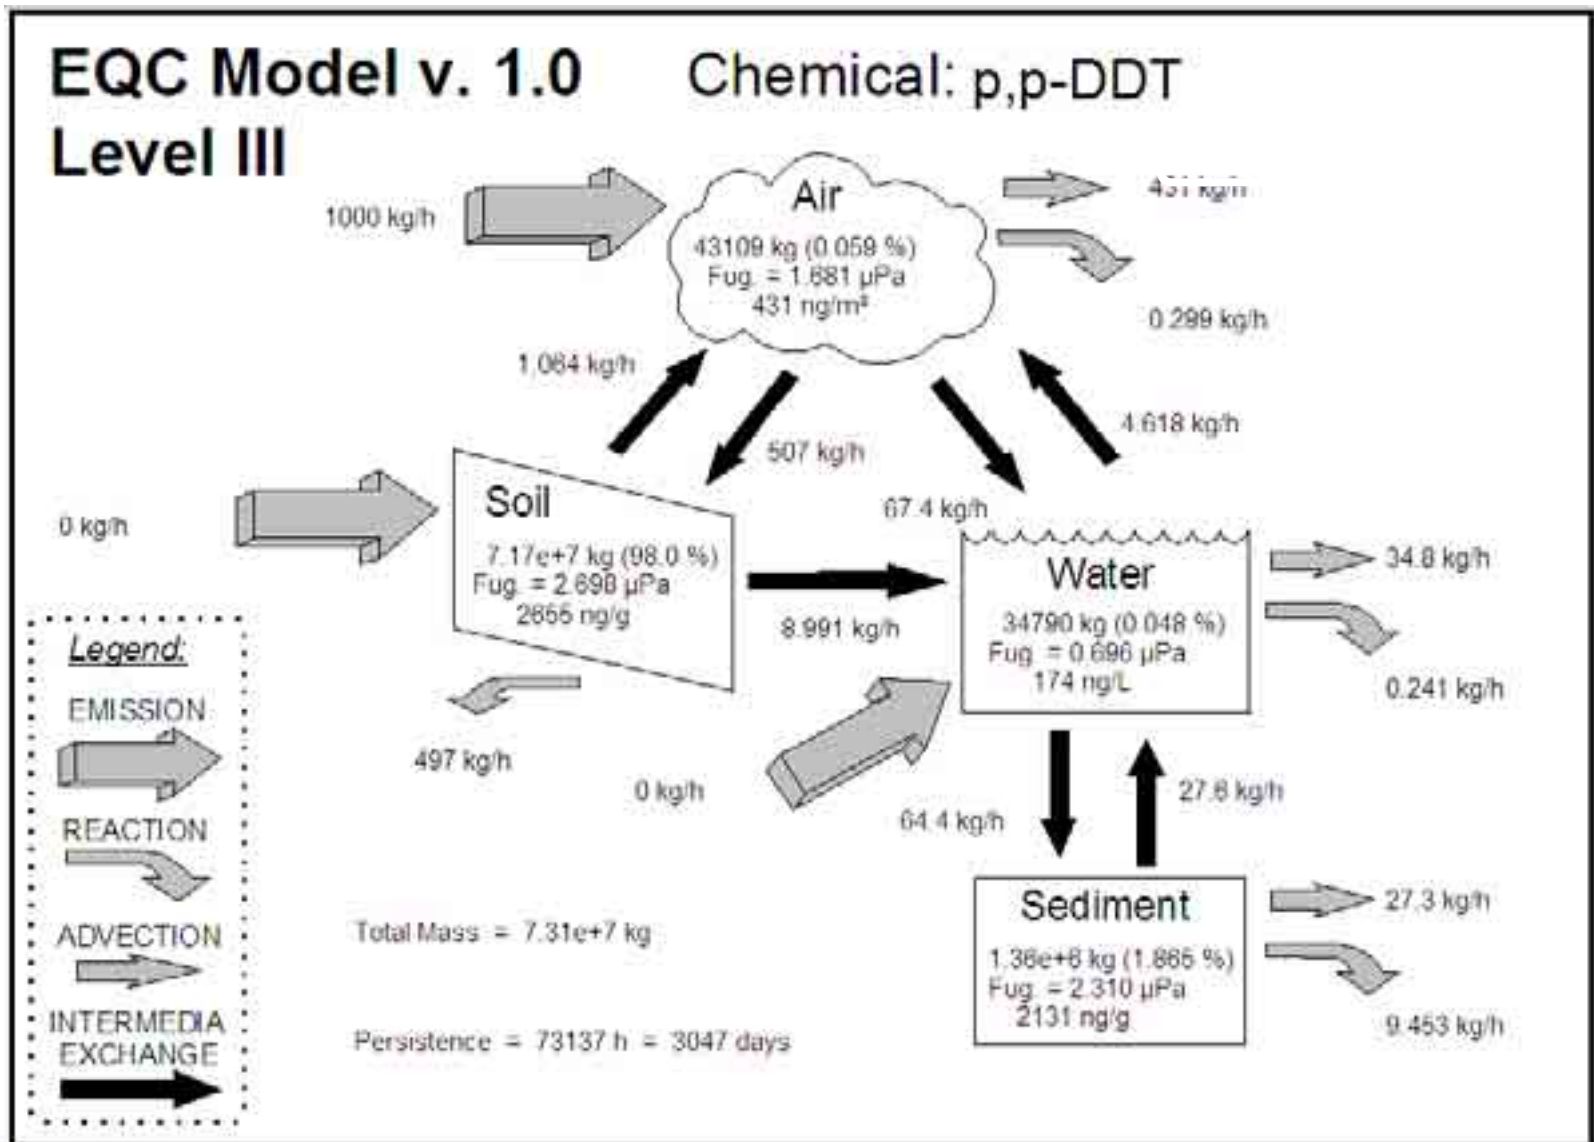 EQC Model v. 1.0
Level III
Chemical: p,p-DDT
1000 kg/h
Air
43109 kg (0.059 %)
Fug. = 1.681 µPa
431 ng/m³
431 kg/h
0.299 kg/h
1,064 kg/h
507 kg/h
67.4 kg/h
4.618 kg/h
0 kg/h
Soil
7.17e+7 kg (98.0 %)
Fug. = 2.698 µPa
2655 ng/g
8.991 kg/h
497 kg/h
0 kg/h
Water
34790 kg (0.048 %)
Fug. = 0.696 µPa
174 ng/L
34.8 kg/h
0.241 kg/h
64.4 kg/h
27.6 kg/h
Sediment
1.36e+6 kg (1.865 %)
Fug. = 2.310 µPa
2131 ng/g
27.3 kg/h
9.453 kg/h
Legend:
EMISSION
REACTION
ADVECTION
INTERMEDIA
EXCHANGE
Total Mass = 7.31e+7 kg
Persistence = 73137 h = 3047 days